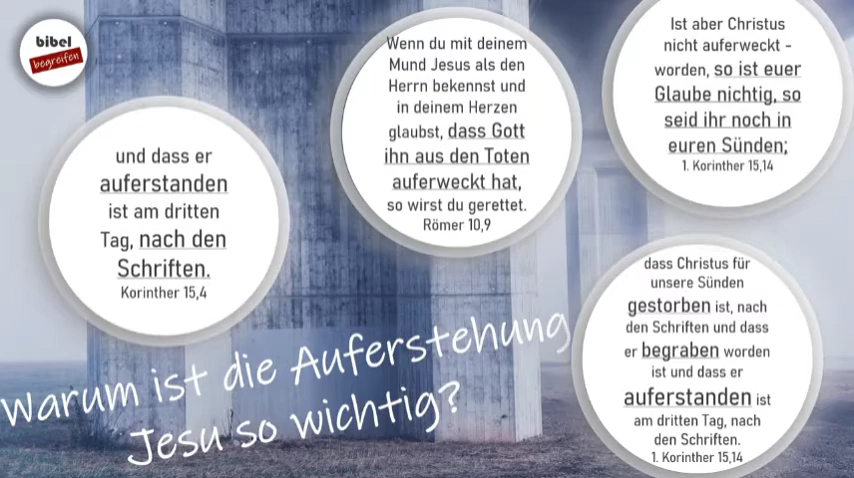 bibel
begreifen
und dass er
auferstanden
ist am dritten
Tag, nach den
Schriften.
Korinther 15,4
Wenn du mit deinem
Mund Jesus als den
Herrn bekennst und
in deinem Herzen
glaubst, dass Gott
ihn aus den Toten
auferweckt hat,
so wirst du gerettet.
Römer 10,9
Ist aber Christus
nicht auferweckt -
worden, so ist euer
Glaube nichtig, so
seid ihr noch in
euren Sünden;
1. Korinther 15,14
dass Christus für
unsere Sünden
gestorben ist, nach
den Schriften und dass
er begraben worden
ist und dass er
auferstanden ist
am dritten Tag, nach
den Schriften.
1. Korinther 15,14
Warum ist die Auferstehung
Jesu so wichtig?